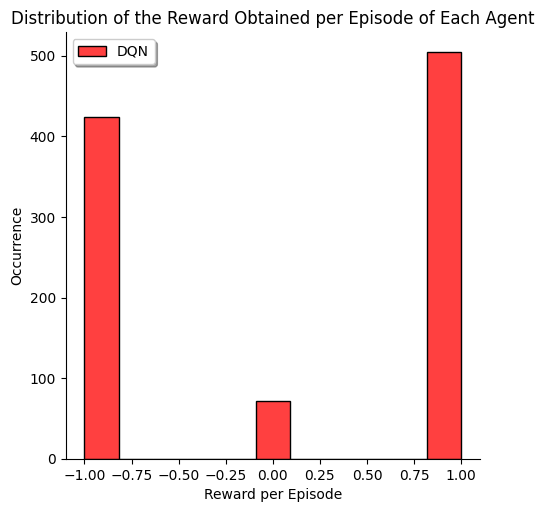 Distribution of the Reward Obtained per Episode of Each Agent
DQN
500
400
300
200
100
0
Occurrence
−1.00 −0.75 −0.50 −0.25 0.00 0.25 0.50 0.75 1.00
Reward per Episode